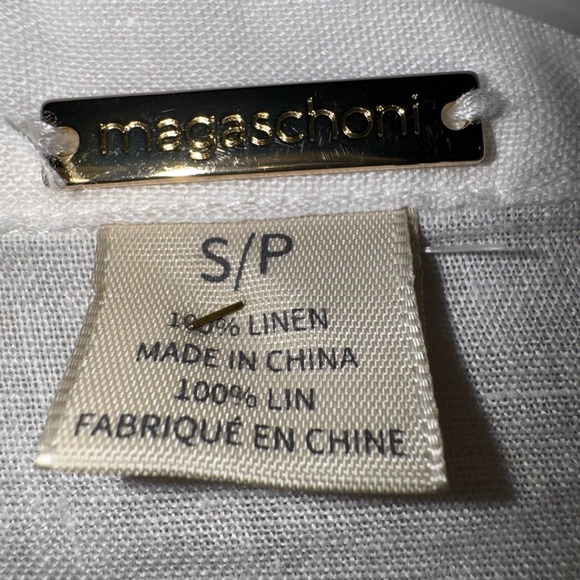 magaschoni
S/P
100% LINEN
MADE IN CHINA
100% LIN
FABRIQUÉ EN CHINE